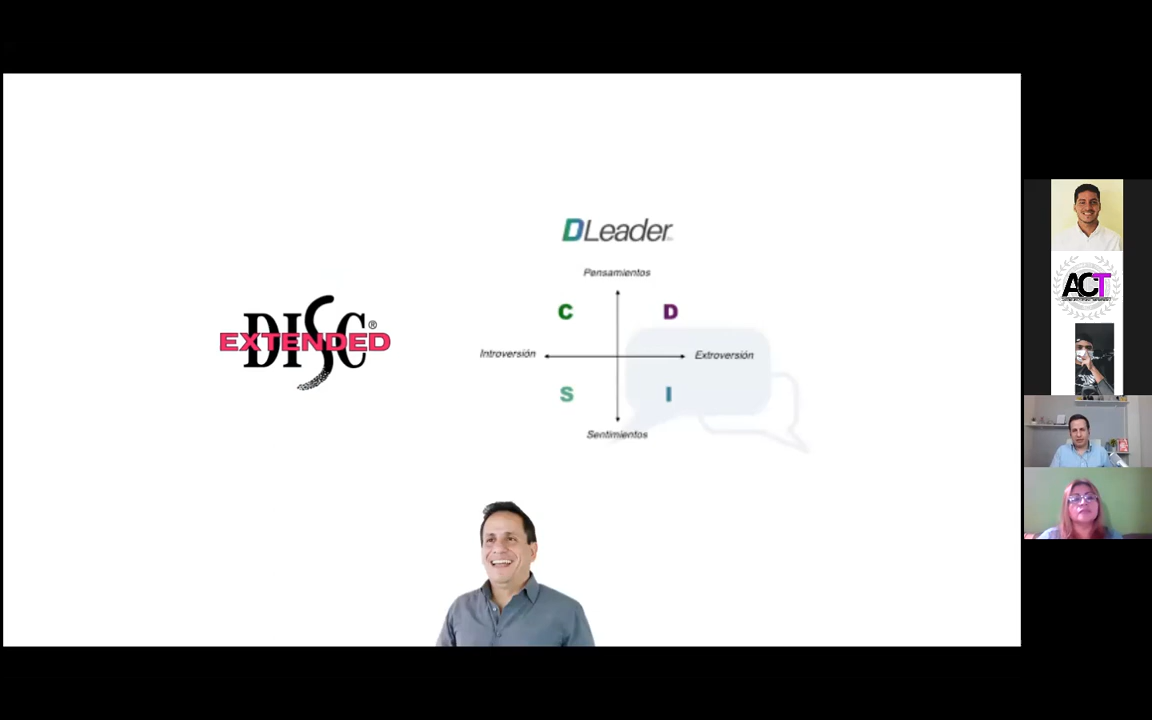 DISC®
EXTENDED
DLeader
Pensamientos
C D
Introversión Extroversión
S I
Sentimientos
ACT